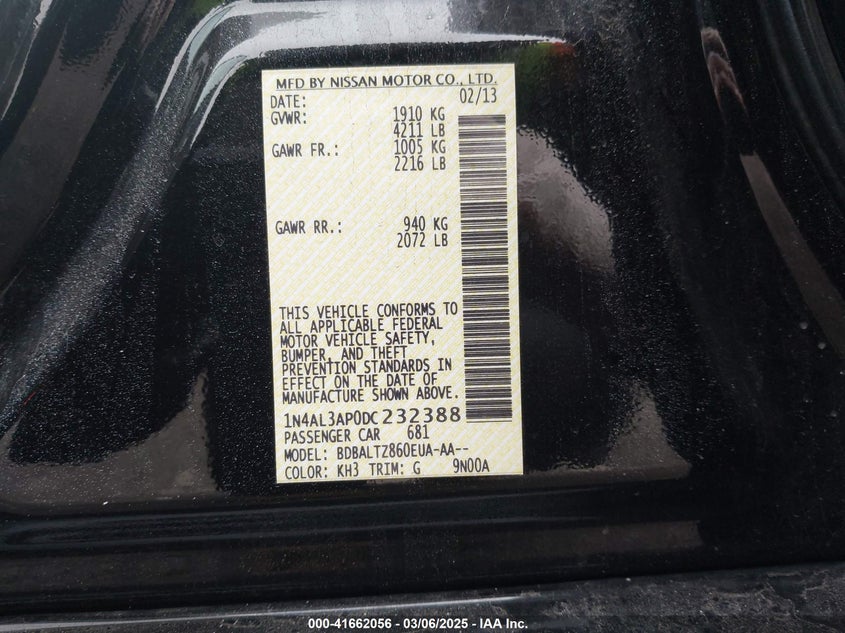 MFD BY NISSAN MOTOR CO., LTD.
DATE: 02/13
GVWR: 1910 KG
4211 LB
GAWR FR.: 1005 KG
2216 LB
GAWR RR.: 940 KG
2072 LB
THIS VEHICLE CONFORMS TO
ALL APPLICABLE FEDERAL
MOTOR VEHICLE SAFETY,
BUMPER, AND THEFT
PREVENTION STANDARDS IN
EFFECT ON THE DATE OF
MANUFACTURE SHOWN ABOVE.
1N4AL3AP0DC232388
PASSENGER CAR 681
MODEL: BDBALTZ860EUA-AA--
COLOR: KH3 TRIM: G 9N00A
000-41662056 — 03/06/2025 — IAA Inc.